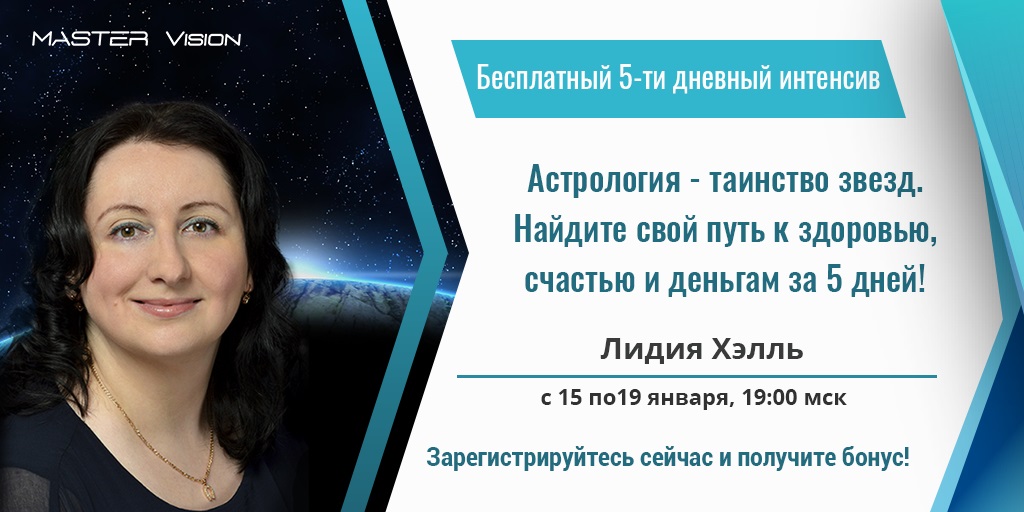 MASTER Vision
Бесплатный 5-ти дневный интенсив
Астрология - таинство звезд.
Найдите свой путь к здоровью,
счастью и деньгам за 5 дней!
Лидия Хэлль
с 15 по19 января, 19:00 мск
Зарегистрируйтесь сейчас и получите бонус!